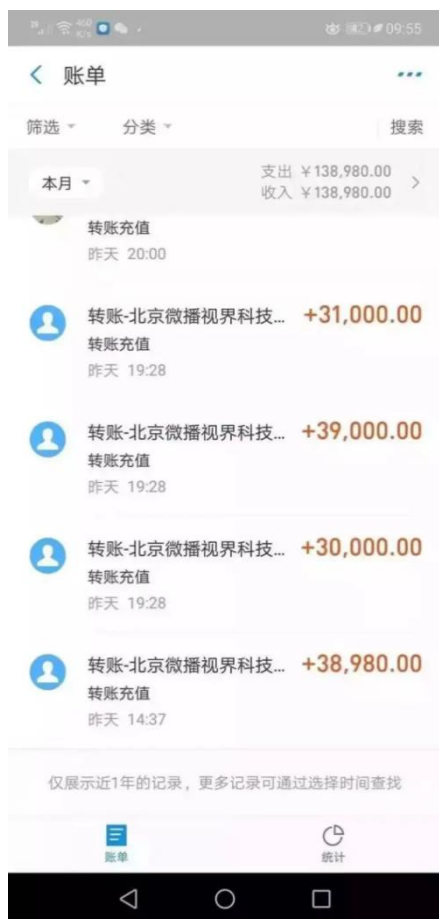 460
K/s
09:55
账单
筛选 分类 搜索
本月
支出 ￥138,980.00
收入 ￥138,980.00
转账充值
昨天 20:00
转账-北京微播视界科技... +31,000.00
转账充值
昨天 19:28
转账-北京微播视界科技... +39,000.00
转账充值
昨天 19:28
转账-北京微播视界科技... +30,000.00
转账充值
昨天 19:28
转账-北京微播视界科技... +38,980.00
转账充值
昨天 14:37
仅展示近1年的记录，更多记录可通过选择时间查找
账单
统计